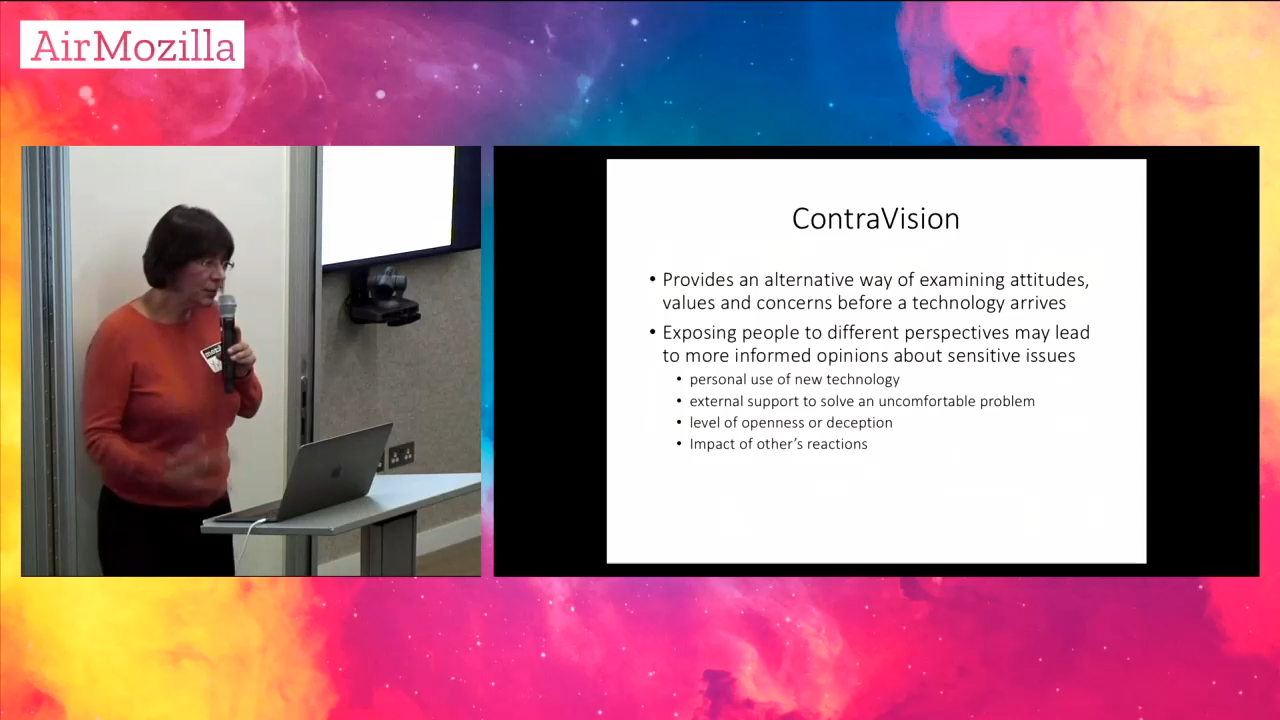 AirMozilla
ContraVision
• Provides an alternative way of examining attitudes,
values and concerns before a technology arrives
• Exposing people to different perspectives may lead
to more informed opinions about sensitive issues
• personal use of new technology
• external support to solve an uncomfortable problem
• level of openness or deception
• Impact of other's reactions